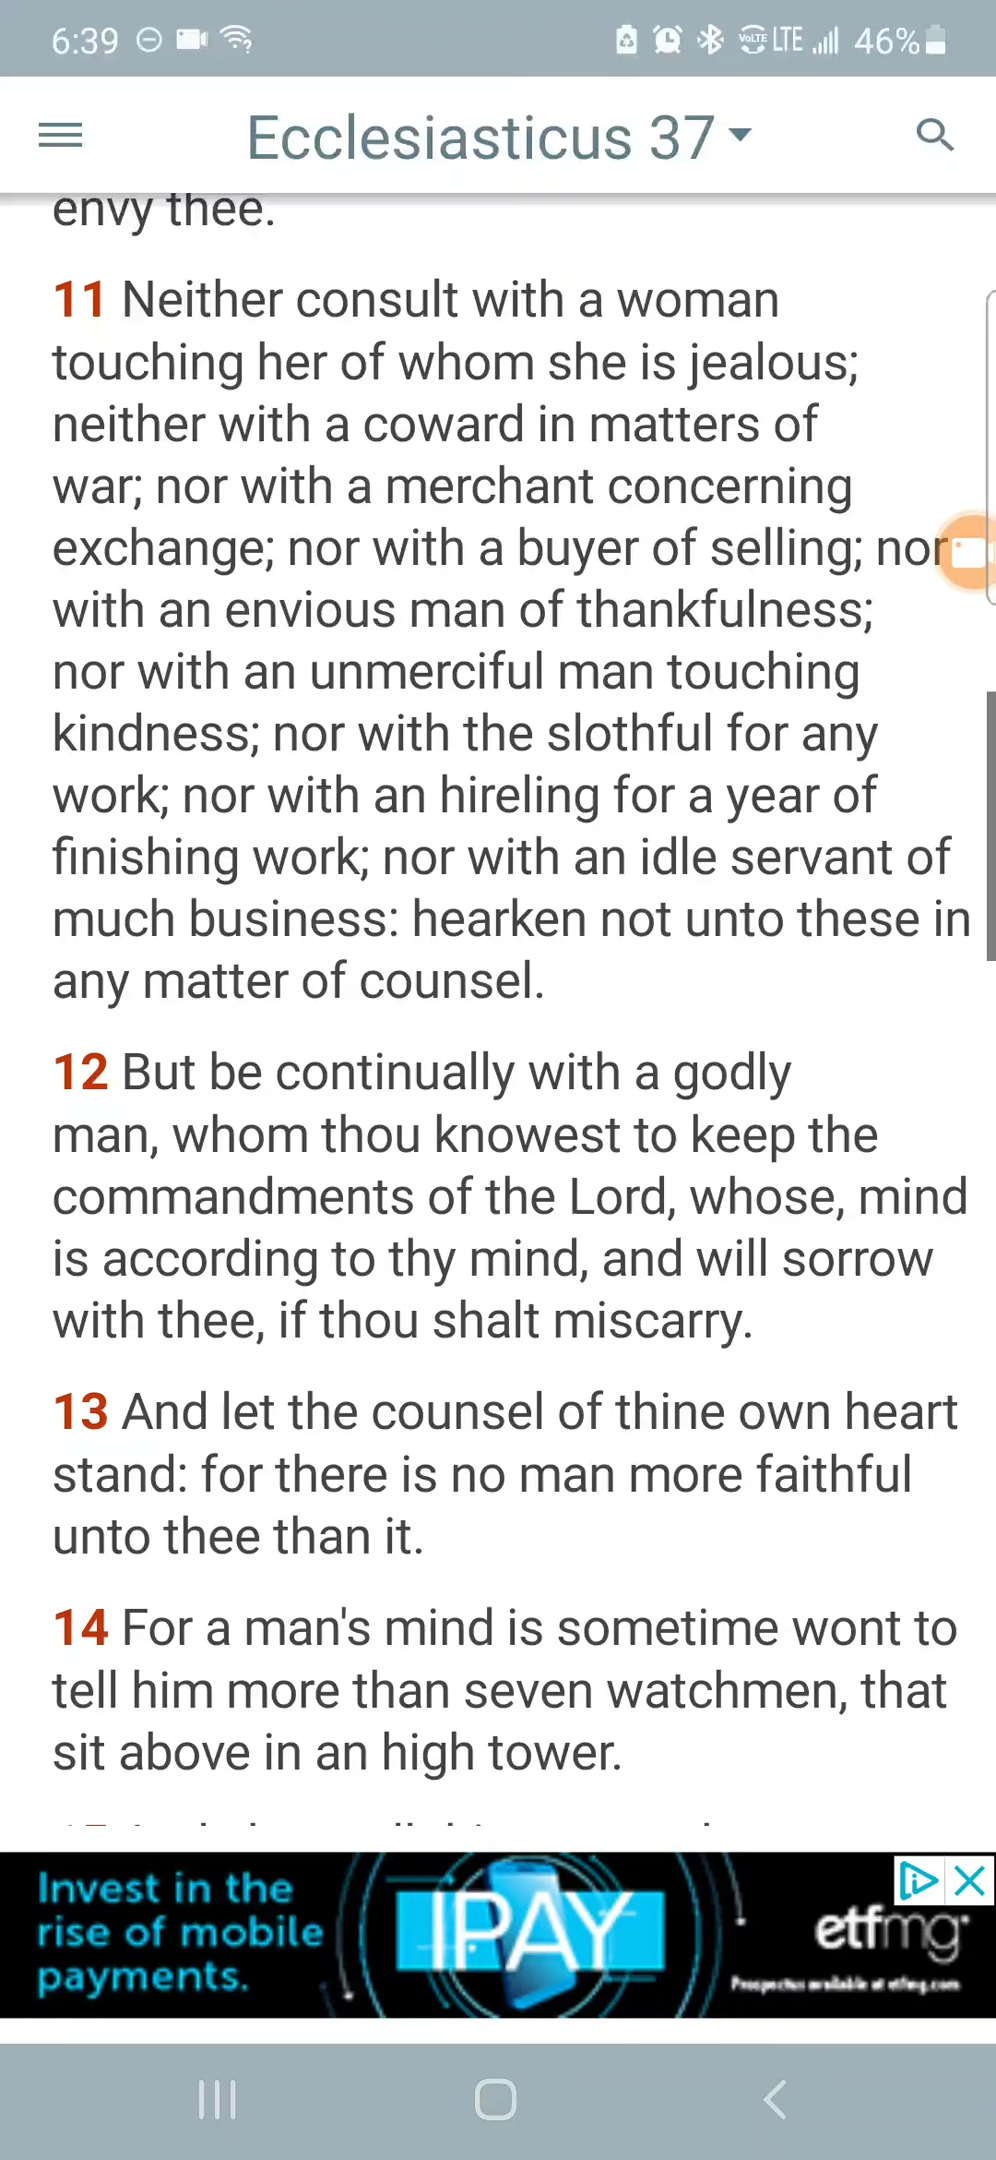 6:39
VoLTE LTE 46%
Ecclesiasticus 37
envy thee.
11 Neither consult with a woman
touching her of whom she is jealous;
neither with a coward in matters of
war; nor with a merchant concerning
exchange; nor with a buyer of selling; nor
with an envious man of thankfulness;
nor with an unmerciful man touching
kindness; nor with the slothful for any
work; nor with an hireling for a year of
finishing work; nor with an idle servant of
much business: hearken not unto these in
any matter of counsel.
12 But be continually with a godly
man, whom thou knowest to keep the
commandments of the Lord, whose, mind
is according to thy mind, and will sorrow
with thee, if thou shalt miscarry.
13 And let the counsel of thine own heart
stand: for there is no man more faithful
unto thee than it.
14 For a man's mind is sometime wont to
tell him more than seven watchmen, that
sit above in an high tower.
Invest in the
rise of mobile
payments.
IPAY
etfmg
Prospectus available at etfmg.com